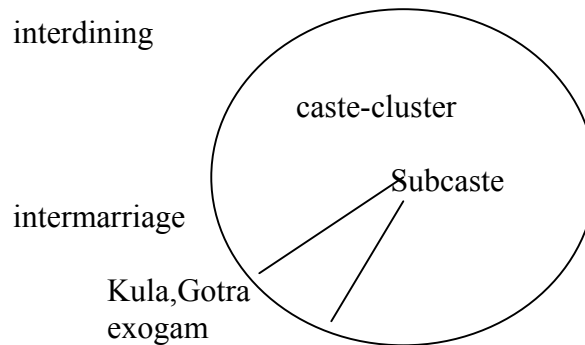 interdining
caste-cluster
Subcaste
intermarriage
Kula,Gotra
exogam